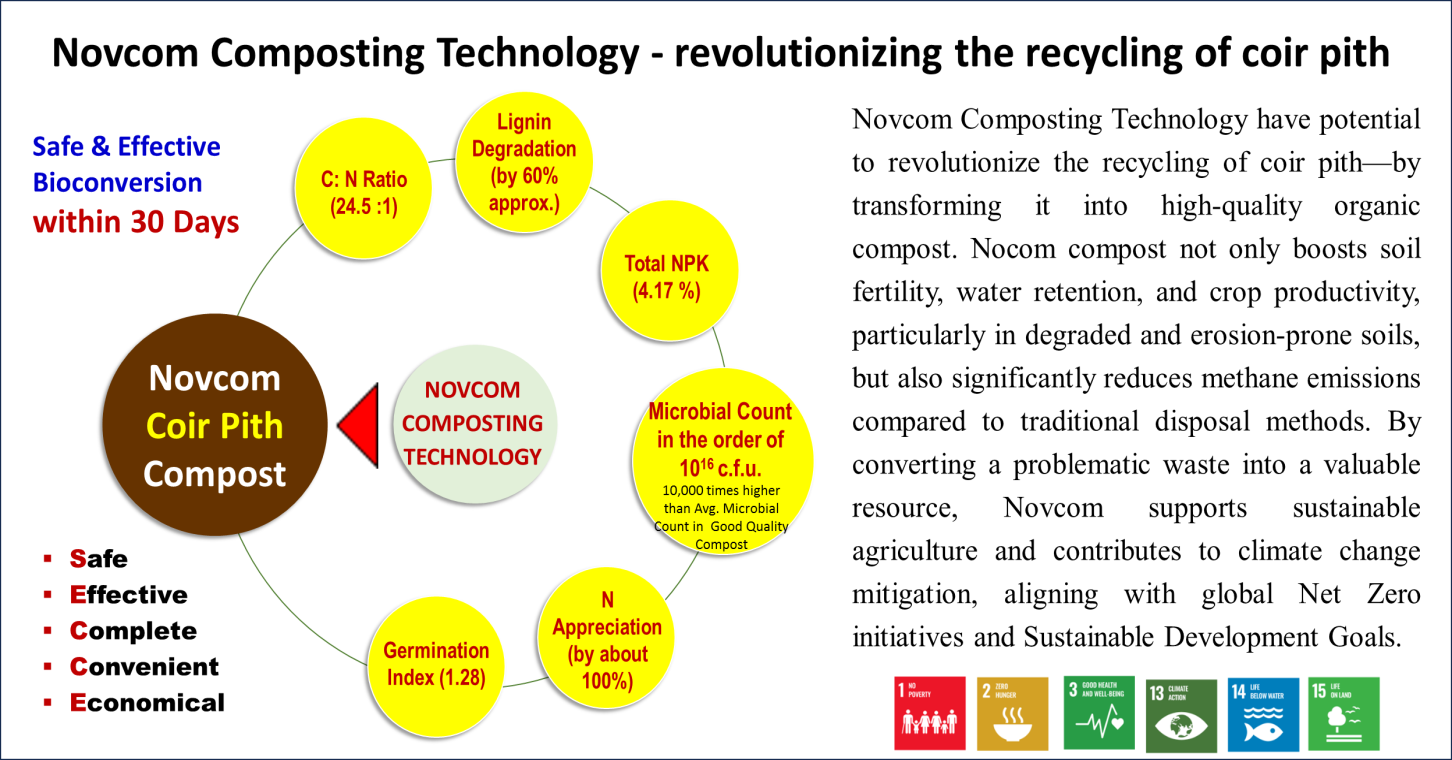 Novcom Composting Technology - revolutionizing the recycling of coir pith
Safe & Effective
Bioconversion
within 30 Days
C: N Ratio
(24.5 :1)
Lignin
Degradation
(by 60%
approx.)
Total NPK
(4.17 %)
Microbial Count
in the order of
10¹⁶ c.f.u.
10,000 times higher
than Avg. Microbial
Count in Good Quality
Compost
N
Appreciation
(by about
100%)
Germination
Index (1.28)
Novcom
Coir Pith
Compost
NOVCOM
COMPOSTING
TECHNOLOGY
▪ Safe
▪ Effective
▪ Complete
▪ Convenient
▪ Economical
Novcom Composting Technology have potential
to revolutionize the recycling of coir pith—by
transforming it into high-quality organic
compost. Nocom compost not only boosts soil
fertility, water retention, and crop productivity,
particularly in degraded and erosion-prone soils,
but also significantly reduces methane emissions
compared to traditional disposal methods. By
converting a problematic waste into a valuable
resource, Novcom supports sustainable
agriculture and contributes to climate change
mitigation, aligning with global Net Zero
initiatives and Sustainable Development Goals.
1 NO
POVERTY
2 ZERO
HUNGER
3 GOOD HEALTH
AND WELL-BEING
13 CLIMATE
ACTION
14 LIFE
BELOW WATER
15 LIFE
ON LAND